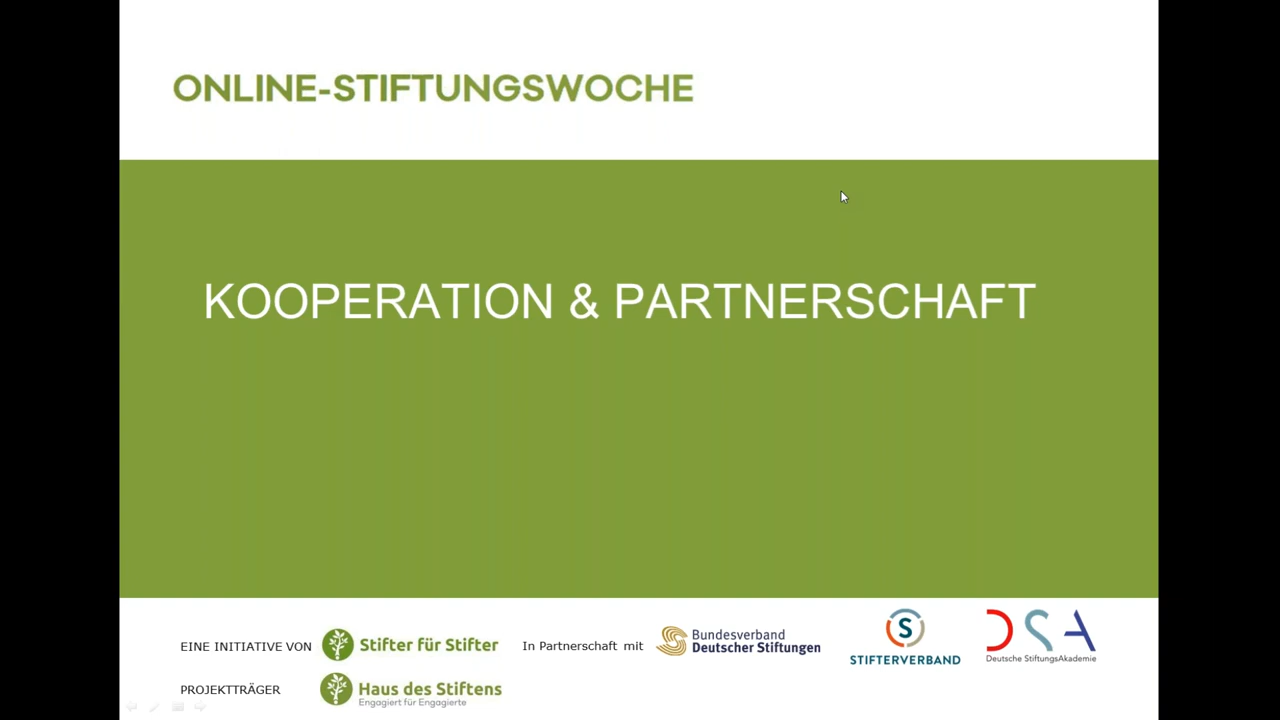 ONLINE-STIFTUNGSWOCHE
KOOPERATION & PARTNERSCHAFT
EINE INITIATIVE VON Stifter für Stifter In Partnerschaft mit Bundesverband Deutscher Stiftungen S STIFTERVERBAND DSA Deutsche StiftungsAkademie
PROJEKTTRÄGER Haus des Stiftens
Engagiert für Engagierte